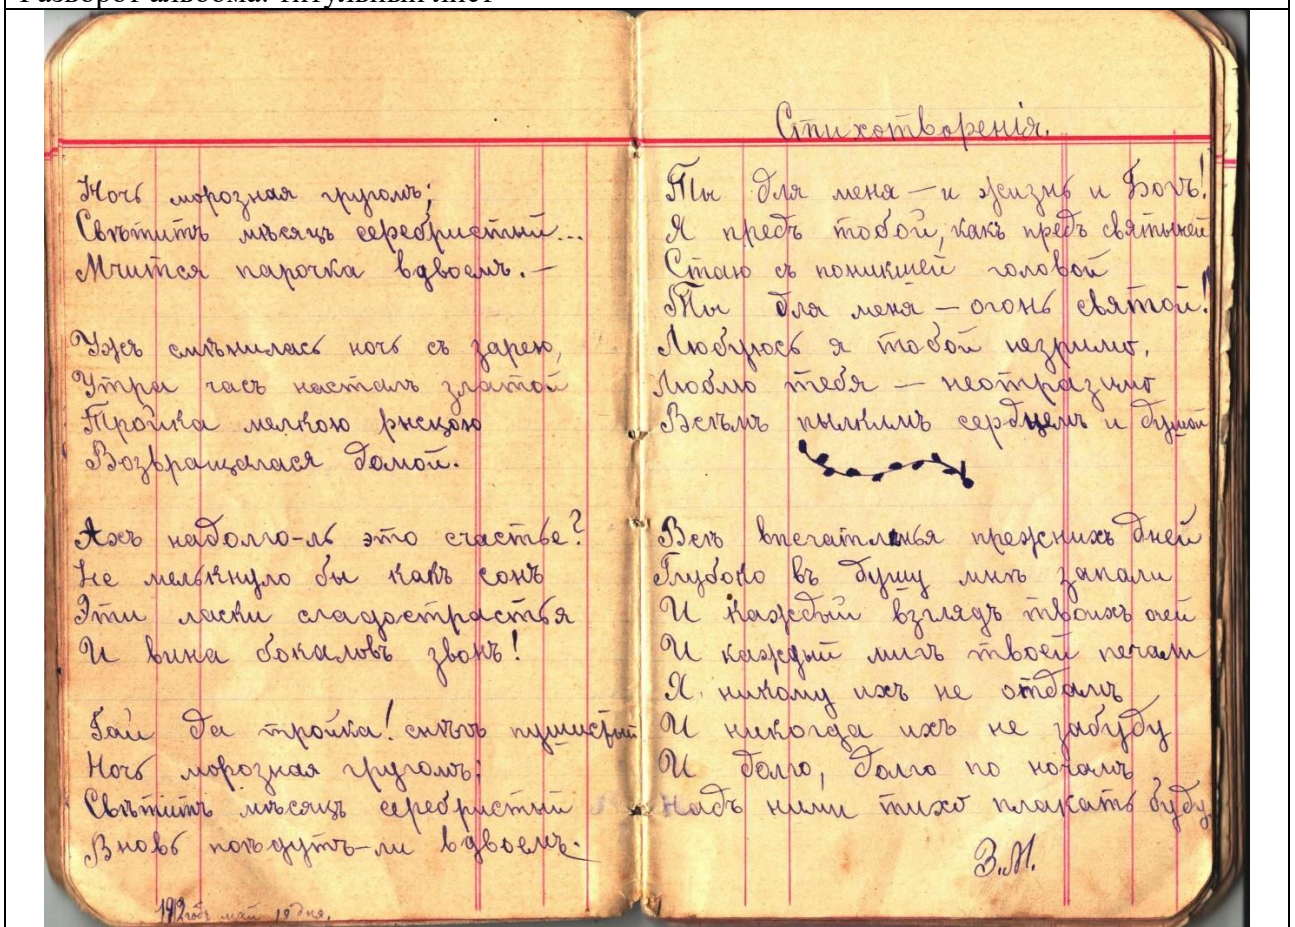 Разворот альбома. Титульный лист
Ночь морозная кругомъ;
Свѣтитъ мѣсяцъ серебристый...
Мчится парочка вдвоемъ. –

Ужъ смѣнилась ночь съ зарею,
Утра часъ насталъ златой
Тройка мелкою рысцою
Возвращалася домой.

Ахъ надолго-ль это счастье?
Не мелькнуло бы какъ сонъ
Эти ласки сладострастья
И вина бокаловъ звонъ!

Гай да тройка! снѣгъ пушистый
Ночь морозная кругомъ:
Свѣтитъ мѣсяцъ серебристый
Вновь поѣдутъ-ли вдвоемъ.

1912 годъ май 19 дня.

Стихотворенія.

Ты для меня – и жизнь и Богъ!
Я предъ тобой, какъ предъ святыней
Стаю съ поникшей головой
Ты для меня – огонь святой!
Любуюсь я тобой незримо,
Люблю тебя – неотразимо
Всѣмъ пылкимъ сердцемъ и душой

Всѣ впечатлѣнья прежнихъ дней
Глубоко въ душу мнѣ запали
И каждый взглядъ твоихъ очей
И каждый мигъ твоей печали
Я никому ихъ не отдамъ
И никогда ихъ не забуду
И долго, долго по ночамъ
Надъ ними тихо плакать буду.
З.М.